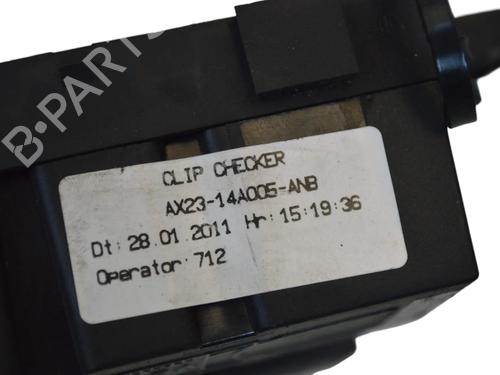 B-PARTS
CLIP CHECKER
AX23-14A005-ANB
Dt: 28.01.2011 Hr: 15:19:36
Operator: 712